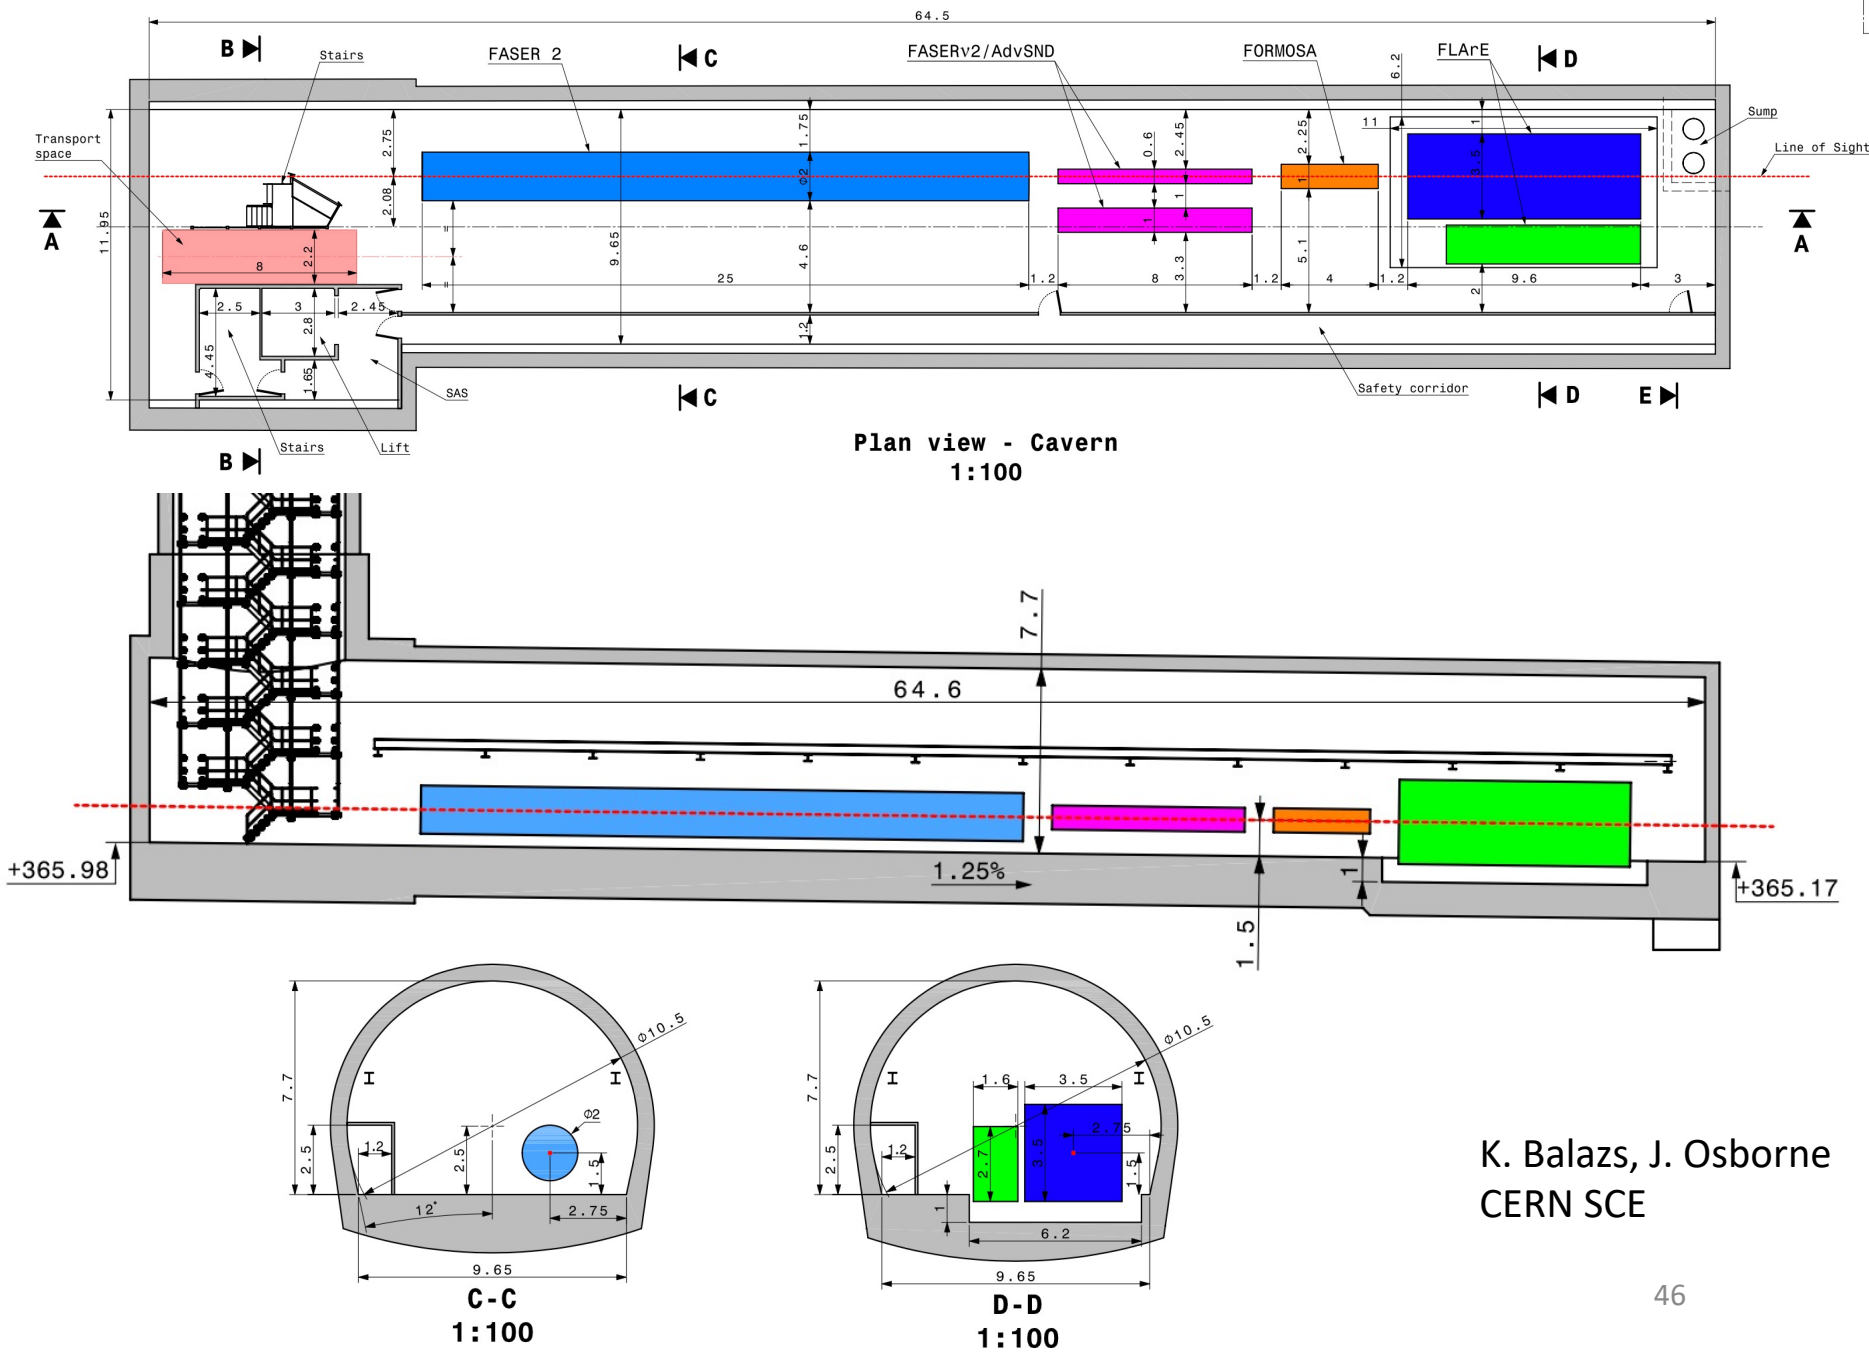 64.5
B
Stairs
FASER 2
C
FASERν2/AdvSND
FORMOSA
FLArE
D
6.2
11
1
Sump
Transport
space
2.75
1.75
0.6
2.45
2.25
Line of Sight
Φ2
1
3.5
2.08
A
11.95
A
2.2
8
9.65
4.6
=
=
1
1
3.3
5.1
25
1.2
8
1.2
4
1.2
9.6
3
2
2.5
3
2.45
2.8
1.2
4.45
1.65
SAS
Safety corridor
C
D
E
Stairs
Lift
B
Plan view - Cavern
1:100
7.7
64.6
+365.98
1.25%
1
1.5
+365.17
Φ10.5
7.7
2.5
1.2
2.5
Φ2
1.5
12°
2.75
9.65
C-C
1:100
Φ10.5
7.7
1.6
3.5
2.75
2.5
1.2
2.7
3.5
1.5
1
6.2
9.65
D-D
1:100
K. Balazs, J. Osborne
CERN SCE
46